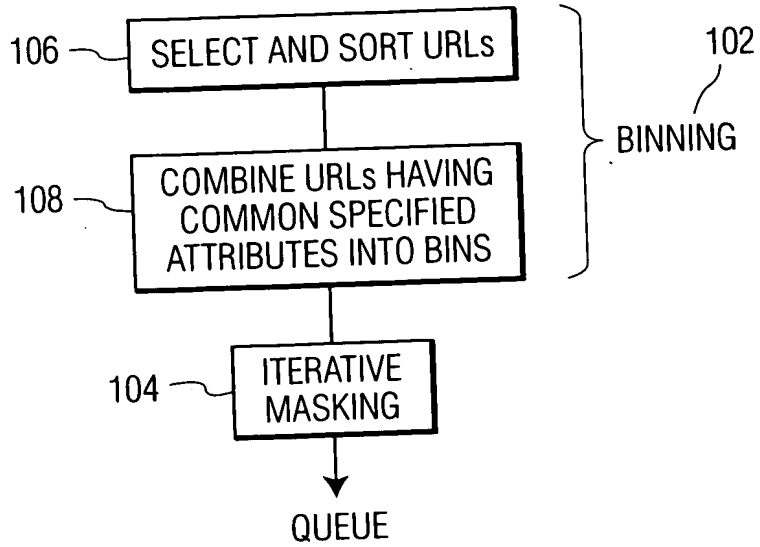 106
SELECT AND SORT URLs
102
BINNING
108
COMBINE URLs HAVING
COMMON SPECIFIED
ATTRIBUTES INTO BINS
104
ITERATIVE
MASKING
QUEUE